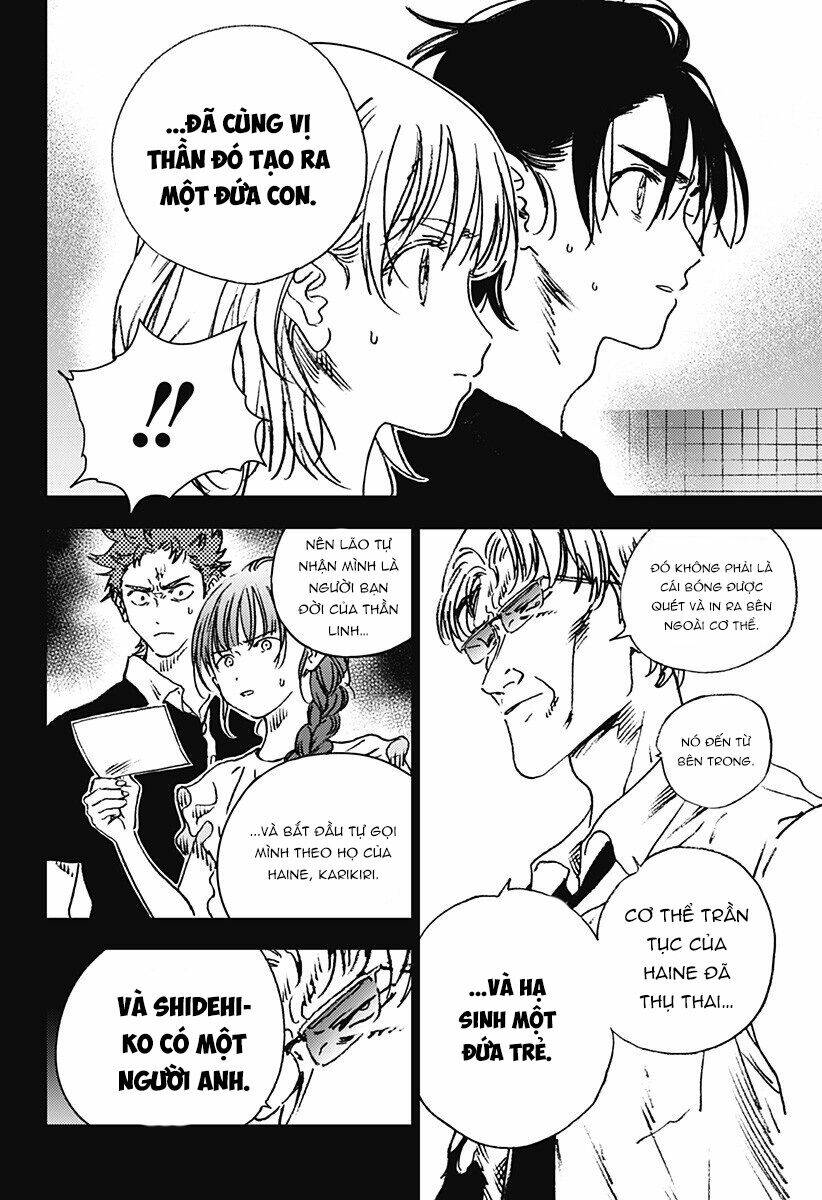 ...ĐÃ CÙNG VỊ
THẦN ĐÓ TẠO RA
MỘT ĐỨA CON.
!!
ĐÓ KHÔNG PHẢI LÀ
CÁI BÓNG ĐƯỢC
QUÉT VÀ IN RA BÊN
NGOÀI CƠ THỂ.
NÓ ĐẾN TỪ
BÊN TRONG.
CƠ THỂ TRẦN
TỤC CỦA
HAINE ĐÃ
THỤ THAI...
...VÀ HẠ
SINH MỘT
ĐỨA TRẺ.
NÊN LÃO TỰ
NHẬN MÌNH LÀ
NGƯỜI BẠN
ĐỜI CỦA THẦN
LINH...
...VÀ BẮT ĐẦU TỰ GỌI
MÌNH THEO HỌ CỦA
HAINE, KARIKIRI.
VÀ SHIDEHI-
KO CÓ MỘT
NGƯỜI ANH.